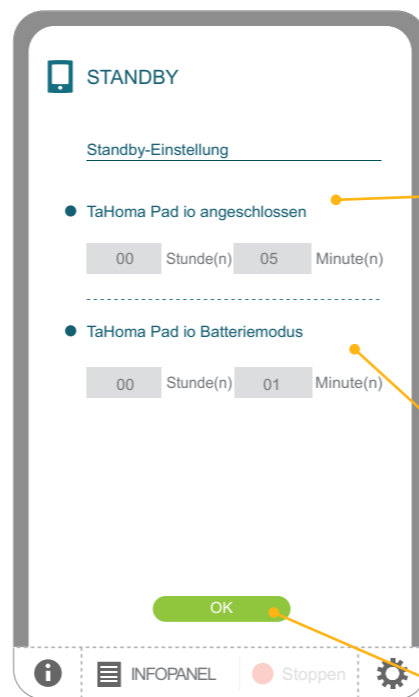 STANDBY
Standby-Einstellung
TaHoma Pad io angeschlossen
00 Stunde(n) 05 Minute(n)
TaHoma Pad io Batteriemodus
00 Stunde(n) 01 Minute(n)
OK
INFOPANEL Stoppen